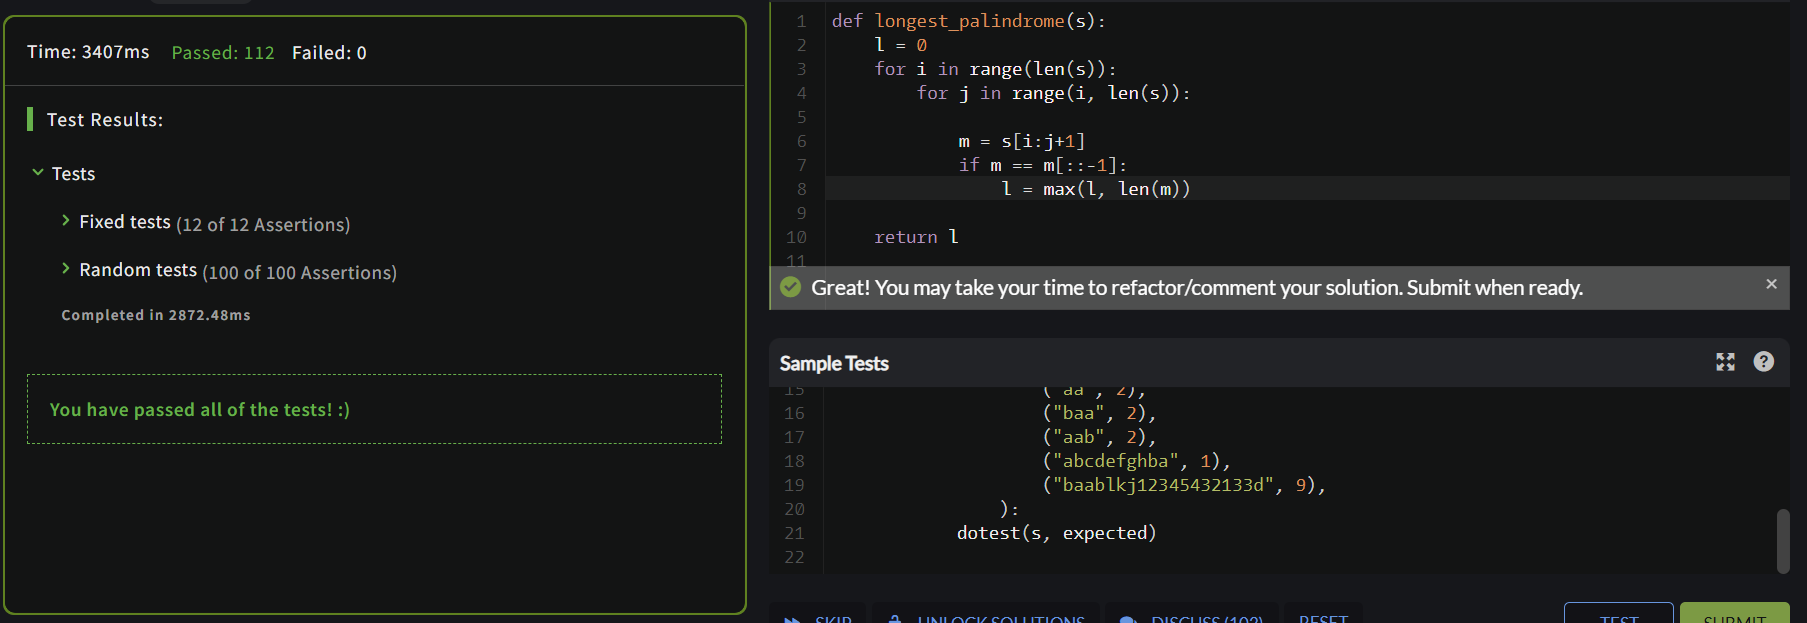 Time: 3407ms Passed: 112 Failed: 0
Test Results:
Tests
Fixed tests (12 of 12 Assertions)
Random tests (100 of 100 Assertions)
Completed in 2872.48ms
You have passed all of the tests! :)
1 def longest_palindrome(s):
2     l = 0
3     for i in range(len(s)):
4         for j in range(i, len(s)):
5
6             m = s[i:j+1]
7             if m == m[::-1]:
8                 l = max(l, len(m))
9
10     return l
11
Great! You may take your time to refactor/comment your solution. Submit when ready. ×
Sample Tests ?
15 ("aa", 2),
16 ("baa", 2),
17 ("aab", 2),
18 ("abcdefghba", 1),
19 ("baablkj12345432133d", 9),
20 ):
21 dotest(s, expected)
22
SKIP UNLOCK SOLUTIONS DISCUSS (102) RESET TEST SUBMIT